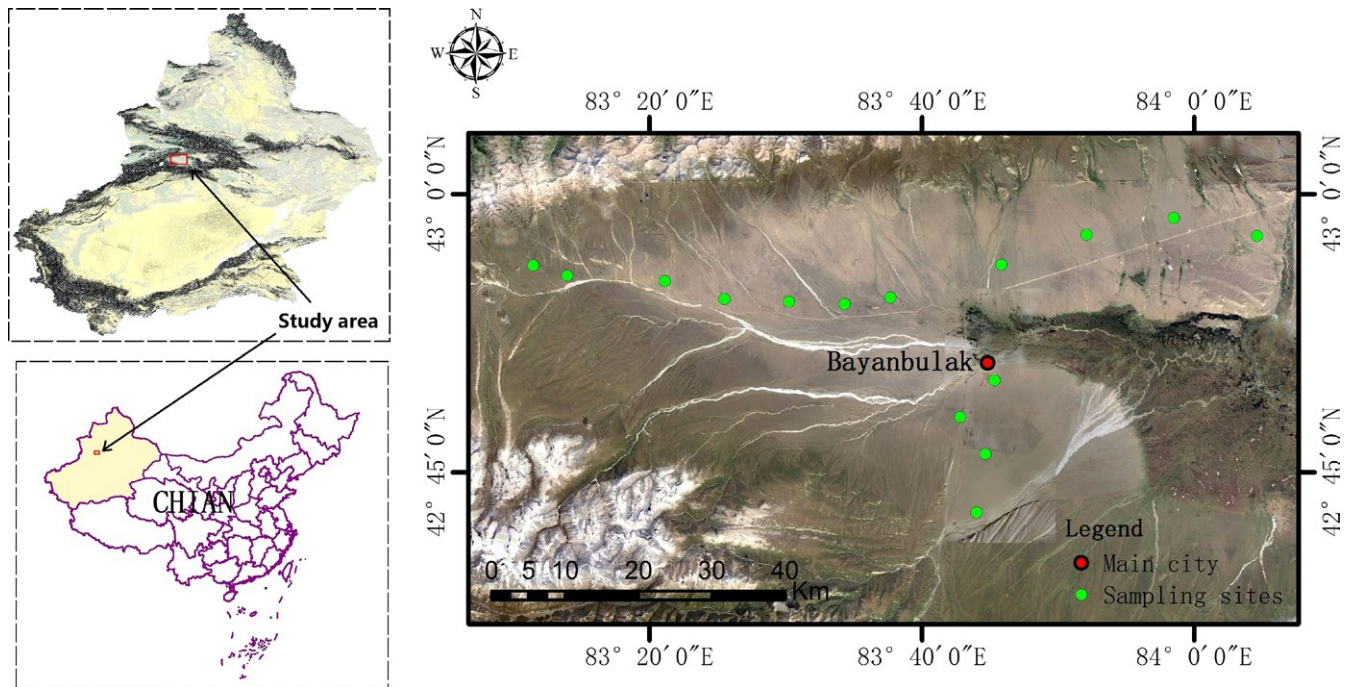 Study area
CHIAN
N
W E
S
83° 20′ 0″E 83° 40′ 0″E 84° 0′ 0″E
43° 0′ 0″N 43° 0′ 0″N
Bayanbulak
42° 45′ 0″N 42° 45′ 0″N
Legend
Main city
Sampling sites
0 5 10 20 30 40
Km
83° 20′ 0″E 83° 40′ 0″E 84° 0′ 0″E